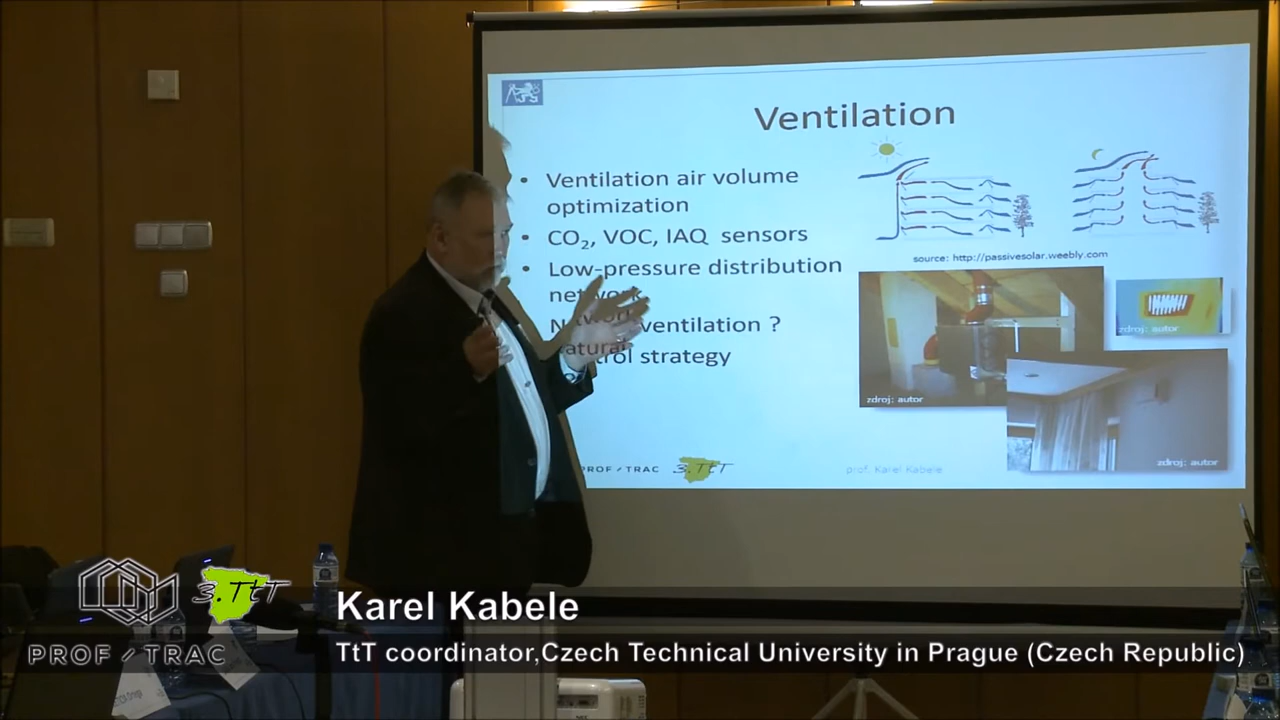 Ventilation
Ventilation air volume
optimization
CO₂, VOC, IAQ sensors
Low-pressure distribution
network
ventilation ?
Natural
strategy
source: http://passivesolar.weebly.com
zdroj: autor
zdroj: autor
zdroj: autor
PROF / TRAC
3.TtT
prof. Karel Kabele
3.TtT
PROF / TRAC
Karel Kabele
TtT coordinator,Czech Technical University in Prague (Czech Republic)